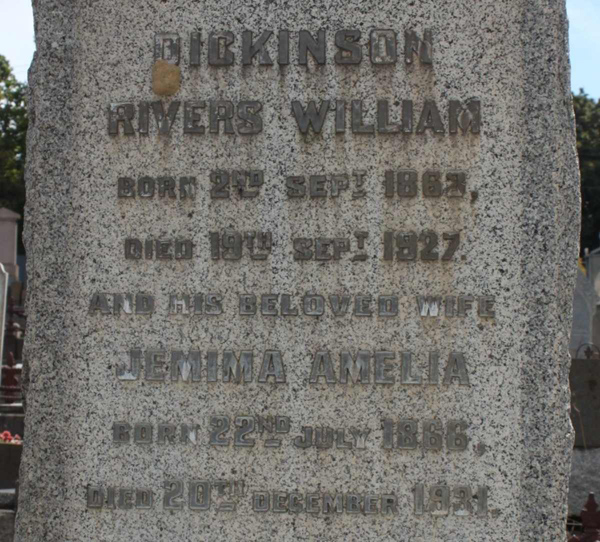 DICKINSON
RIVERS WILLIAM
BORN 2ND SEPT 1863,
DIED 19TH SEPT 1927.
AND HIS BELOVED WIFE
JEMIMA AMELIA
BORN 22ND JULY 1866,
DIED 20TH DECEMBER 1931.